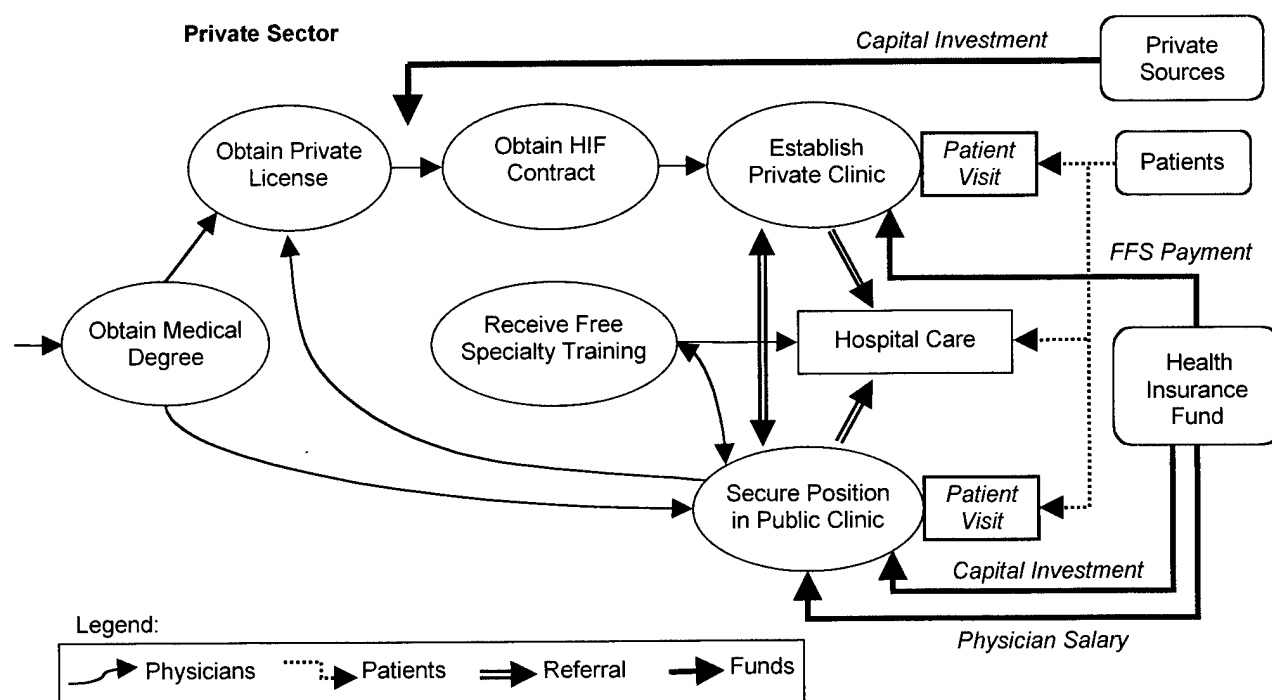 Private Sector
Capital Investment
Private
Sources
Obtain Private
License
Obtain HIF
Contract
Establish
Private Clinic
Patient
Visit
Patients
FFS Payment
Obtain Medical
Degree
Receive Free
Specialty Training
Hospital Care
Health
Insurance
Fund
Secure Position
in Public Clinic
Patient
Visit
Capital Investment
Physician Salary
Legend:
Physicians
Patients
Referral
Funds